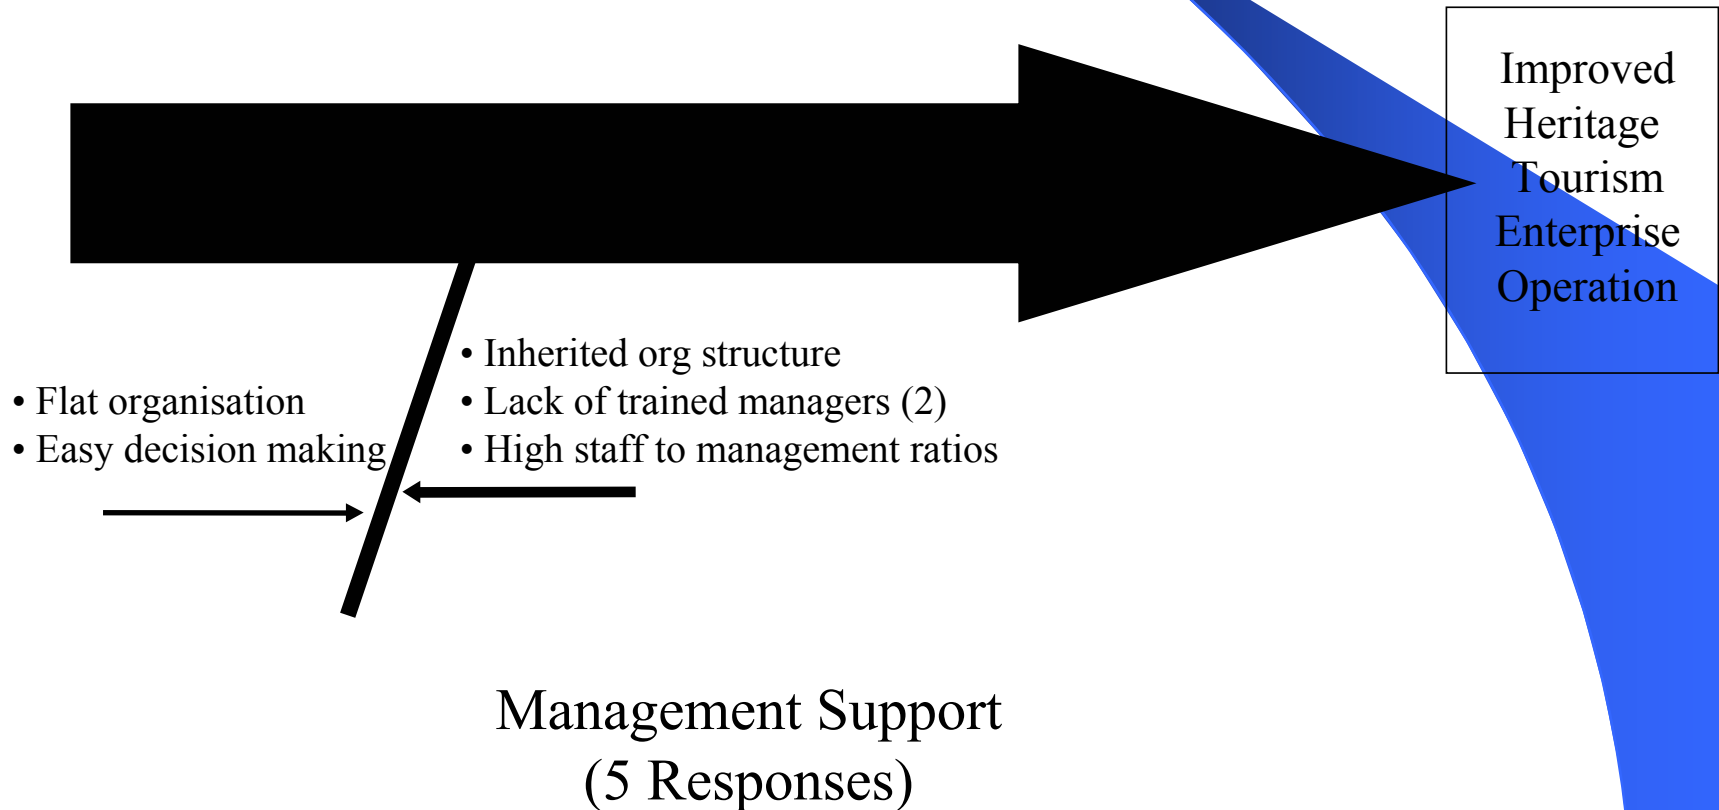 Improved
Heritage
Tourism
Enterprise
Operation
• Flat organisation
• Easy decision making
• Inherited org structure
• Lack of trained managers (2)
• High staff to management ratios
Management Support
(5 Responses)